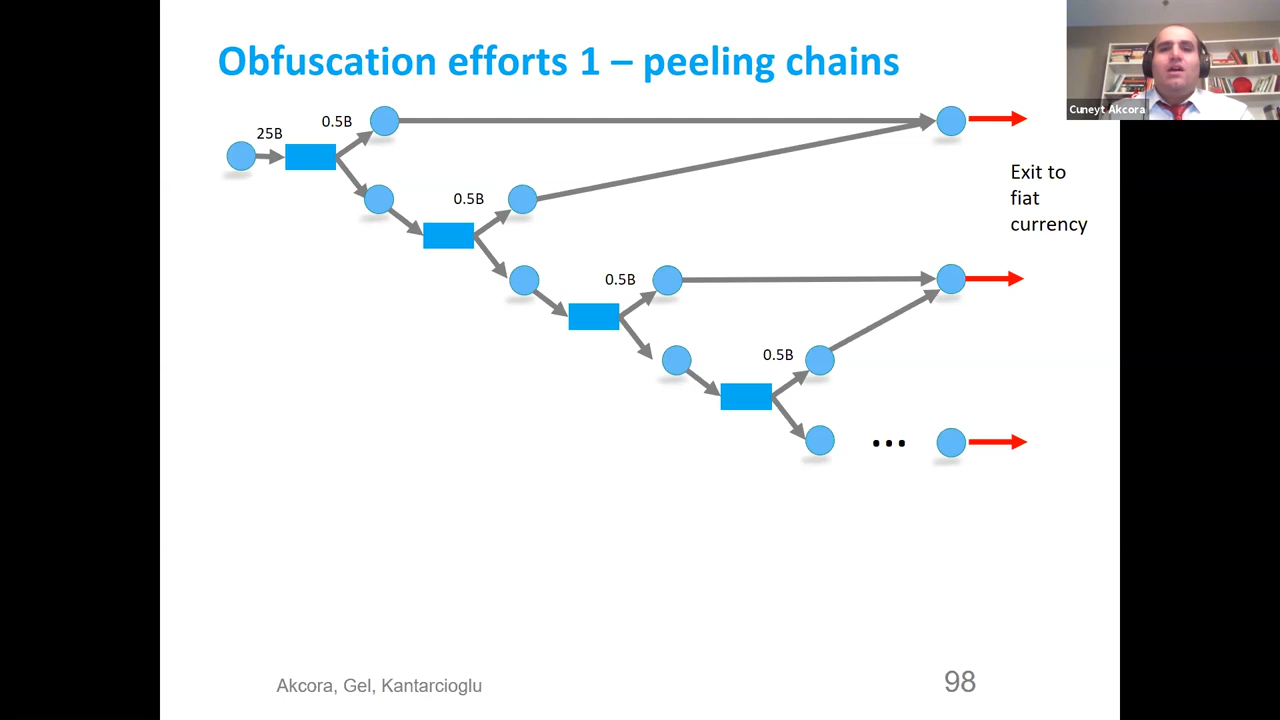 Obfuscation efforts 1 – peeling chains
Cuneyt Akcora
25B
0.5B
0.5B
0.5B
0.5B
Exit to
fiat
currency
...
Akcora, Gel, Kantarcioglu
98